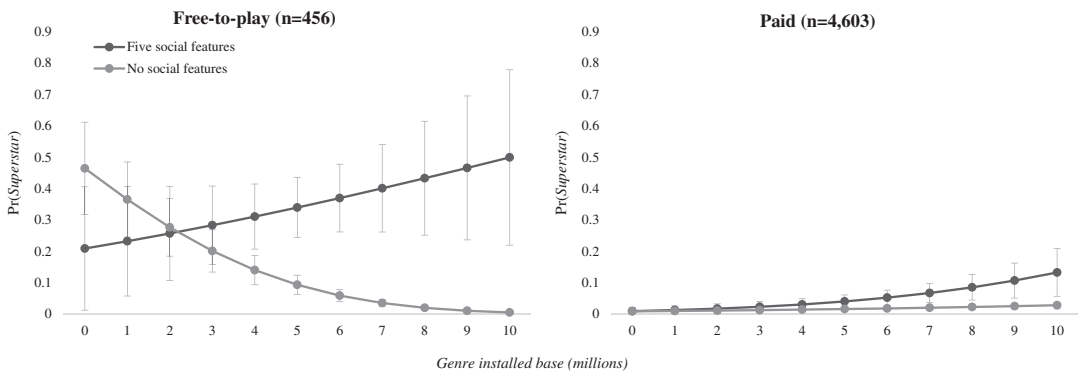 Free-to-play (n=456)
0.9
0.8
0.7
0.6
0.5
0.4
0.3
0.2
0.1
0
Pr(Superstar)
Five social features
No social features
0 1 2 3 4 5 6 7 8 9 10
Paid (n=4,603)
0.9
0.8
0.7
0.6
0.5
0.4
0.3
0.2
0.1
0
Pr(Superstar)
0 1 2 3 4 5 6 7 8 9 10
Genre installed base (millions)